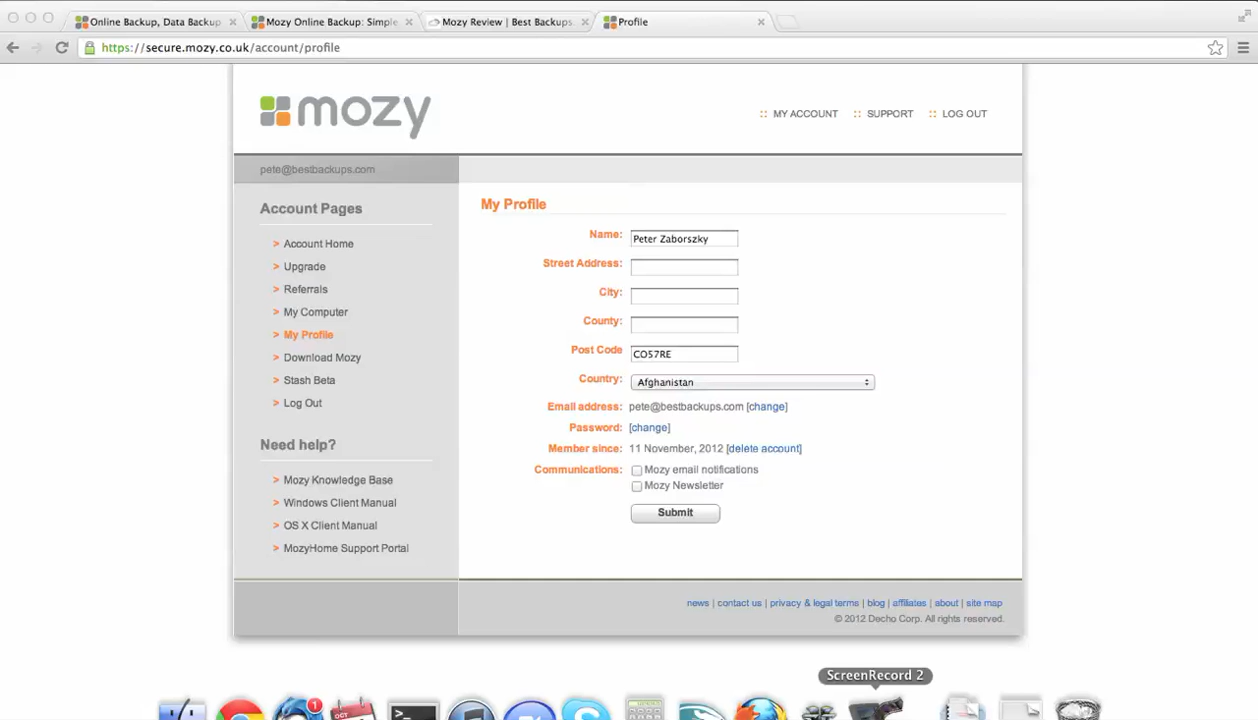 Online Backup, Data Backup
Mozy Online Backup: Simple
Mozy Review | Best Backups
Profile
https://secure.mozy.co.uk/account/profile
mozy
:: MY ACCOUNT :: SUPPORT :: LOG OUT
pete@bestbackups.com
Account Pages
> Account Home
> Upgrade
> Referrals
> My Computer
> My Profile
> Download Mozy
> Stash Beta
> Log Out
Need help?
> Mozy Knowledge Base
> Windows Client Manual
> OS X Client Manual
> MozyHome Support Portal
My Profile
Name: Peter Zaborszky
Street Address:
City:
County:
Post Code CO57RE
Country: Afghanistan
Email address: pete@bestbackups.com [change]
Password: [change]
Member since: 11 November, 2012 [delete account]
Communications: Mozy email notifications
Mozy Newsletter
Submit
news | contact us | privacy & legal terms | blog | affiliates | about | site map
© 2012 Decho Corp. All rights reserved.
ScreenRecord 2
1
OCT